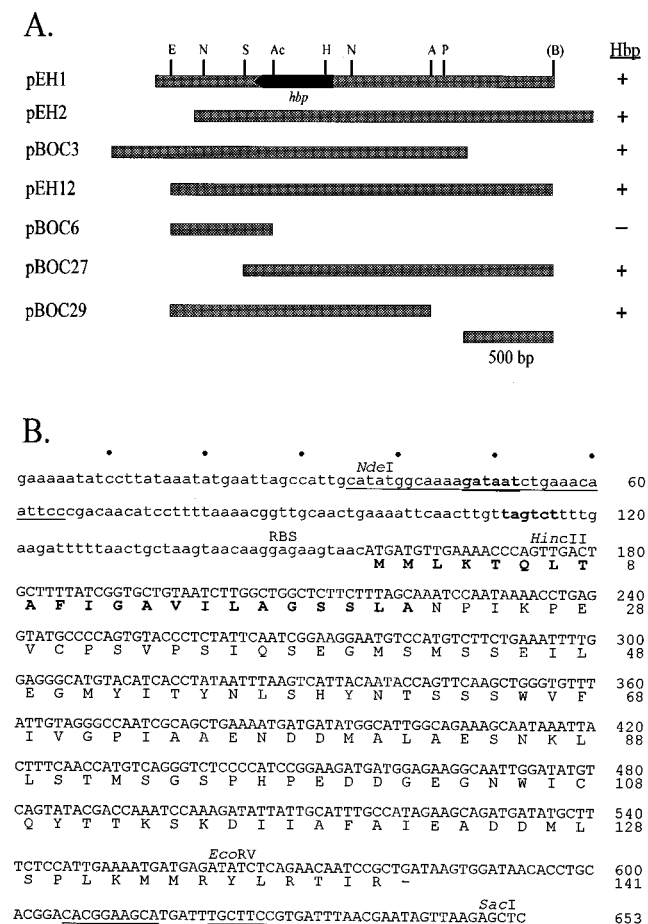 A.
E N S Ac H N A P (B) Hbp
pEH1 +
hbp
pEH2 +
pBOC3 +
pEH12 +
pBOC6 −
pBOC27 +
pBOC29 +
500 bp
B.
NdeI
gaaaaatatccttataaatatgaattagccattgcatatggcaaaagataatctgaaaca 60
attcccgacaacatccttttaaaacggttgcaactgaaaattcaacttgttagtcttttg 120
RBS HincII
aagatttttaactgctaagtaacaaggagaagtaacATGATGTTGAAAACCCAGTTGACT 180
M M L K T Q L T 8
GCTTTTATCGGTGCTGTAATCTTGGCTGGCTCTTCTTTAGCAAATCCAATAAAACCTGAG 240
A F I G A V I L A G S S L A N P I K P E 28
GTATGCCCCAGTGTACCCTCTATTCAATCGGAAGGAATGTCCATGTCTTCTGAAATTTTG 300
V C P S V P S I Q S E G M S M S S E I L 48
GAGGGCATGTACATCACCTATAATTTAAGTCATTACAATACCAGTTCAAGCTGGGTGTTT 360
E G M Y I T Y N L S H Y N T S S S W V F 68
ATTGTAGGGCCAATCGCAGCTGAAAATGATGATATGGCATTGGCAGAAAGCAATAAATTA 420
I V G P I A A E N D D M A L A E S N K L 88
CTTTCAACCATGTCAGGGTCTCCCCATCCGGAAGATGATGGAGAAGGCAATTGGATATGT 480
L S T M S G S P H P E D D G E G N W I C 108
CAGTATACGACCAAATCCAAAGATATTATTGCATTTGCCATAGAAGCAGATGATATGCTT 540
Q Y T T K S K D I I A F A I E A D D M L 128
EcoRV
TCTCCATTGAAAATGATGAGATATCTCAGAACAATCCGCTGATAAGTGGATAACACCTGC 600
S P L K M M R Y L R T I R - 141
SacI
ACGGACACGGAAGCATGATTTGCTTCCGTGATTTAACGAATAGTTAAGAGCTC 653